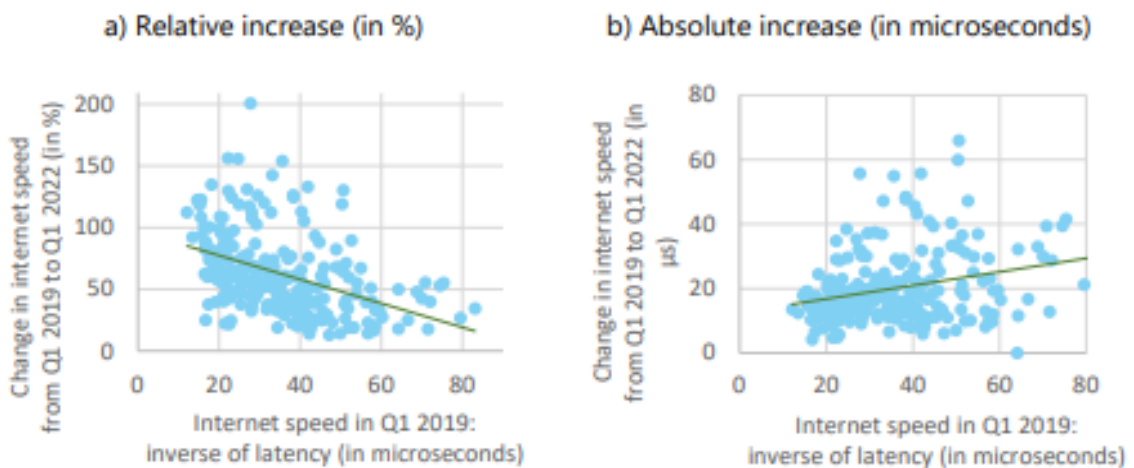 a) Relative increase (in %)
b) Absolute increase (in microseconds)
Change in internet speed
from Q1 2019 to Q1 2022 (in %)
200
150
100
50
0
0
20
40
60
80
Internet speed in Q1 2019:
inverse of latency (in microseconds)
Change in internet speed
from Q1 2019 to Q1 2022 (in
μs)
80
60
40
20
0
0
20
40
60
80
Internet speed in Q1 2019:
inverse of latency (in microseconds)